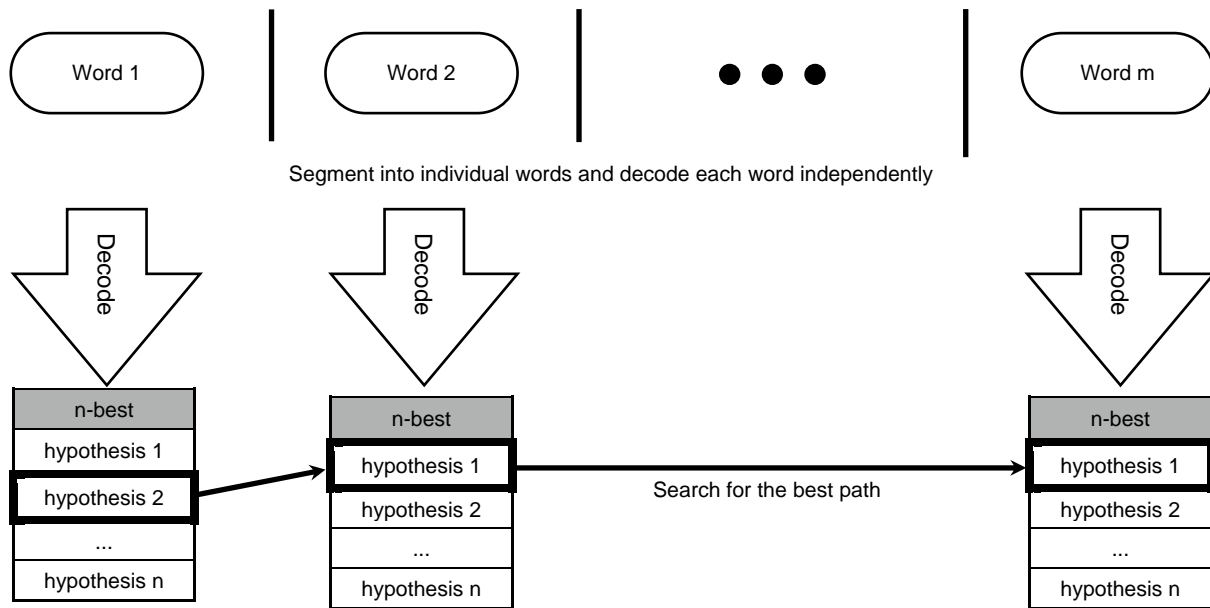 Word 1
Word 2
Word m
Segment into individual words and decode each word independently
Decode
Decode
Decode
n-best
hypothesis 1
hypothesis 2
...
hypothesis n
n-best
hypothesis 1
hypothesis 2
...
hypothesis n
Search for the best path
n-best
hypothesis 1
hypothesis 2
...
hypothesis n